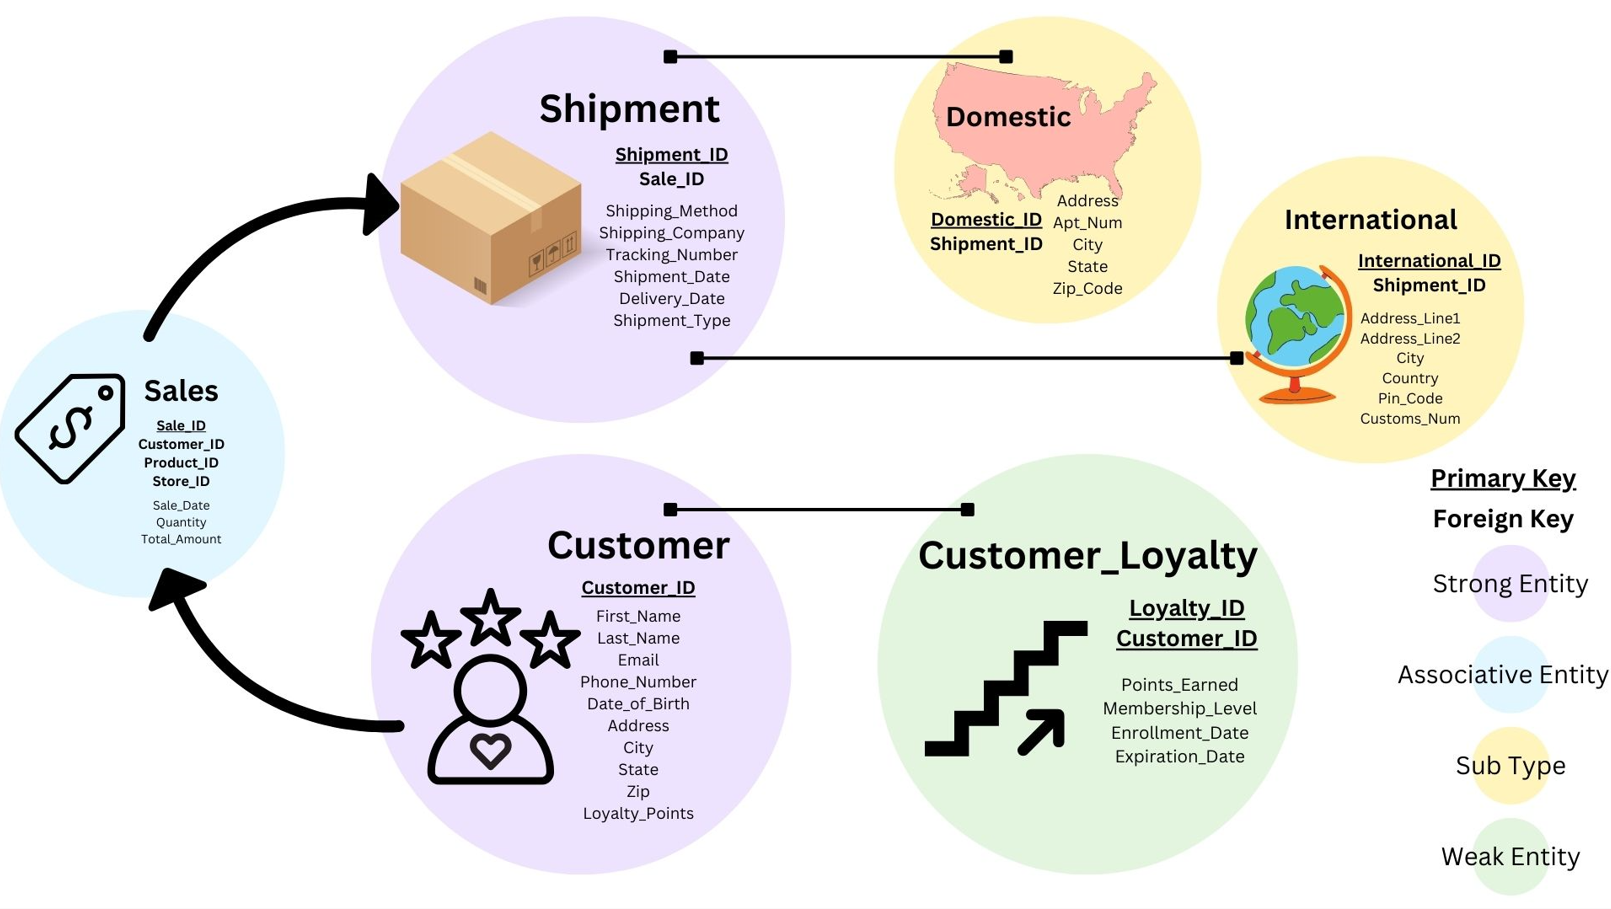 Shipment
Shipment_ID
Sale_ID
Shipping_Method
Shipping_Company
Tracking_Number
Shipment_Date
Delivery_Date
Shipment_Type
Domestic
Domestic_ID
Shipment_ID
Address
Apt_Num
City
State
Zip_Code
International
International_ID
Shipment_ID
Address_Line1
Address_Line2
City
Country
Pin_Code
Customs_Num
Sales
Sale_ID
Customer_ID
Product_ID
Store_ID
Sale_Date
Quantity
Total_Amount
Customer
Customer_ID
First_Name
Last_Name
Email
Phone_Number
Date_of_Birth
Address
City
State
Zip
Loyalty_Points
Customer_Loyalty
Loyalty_ID
Customer_ID
Points_Earned
Membership_Level
Enrollment_Date
Expiration_Date
Primary Key
Foreign Key
Strong Entity
Associative Entity
Sub Type
Weak Entity